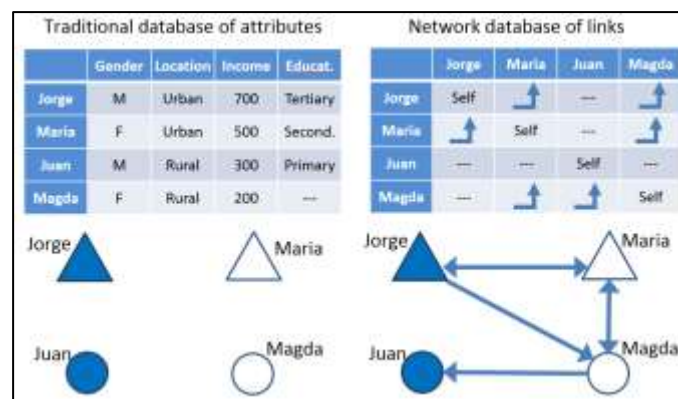 Traditional database of attributes
Gender Location Income Educat.
Jorge M Urban 700 Tertiary
Maria F Urban 500 Second.
Juan M Rural 300 Primary
Magda F Rural 200 ---
Jorge
Maria
Juan
Magda
Network database of links
Jorge Maria Juan Magda
Jorge Self ---
Maria Self ---
Juan --- --- Self ---
Magda --- Self
Jorge
Maria
Juan
Magda